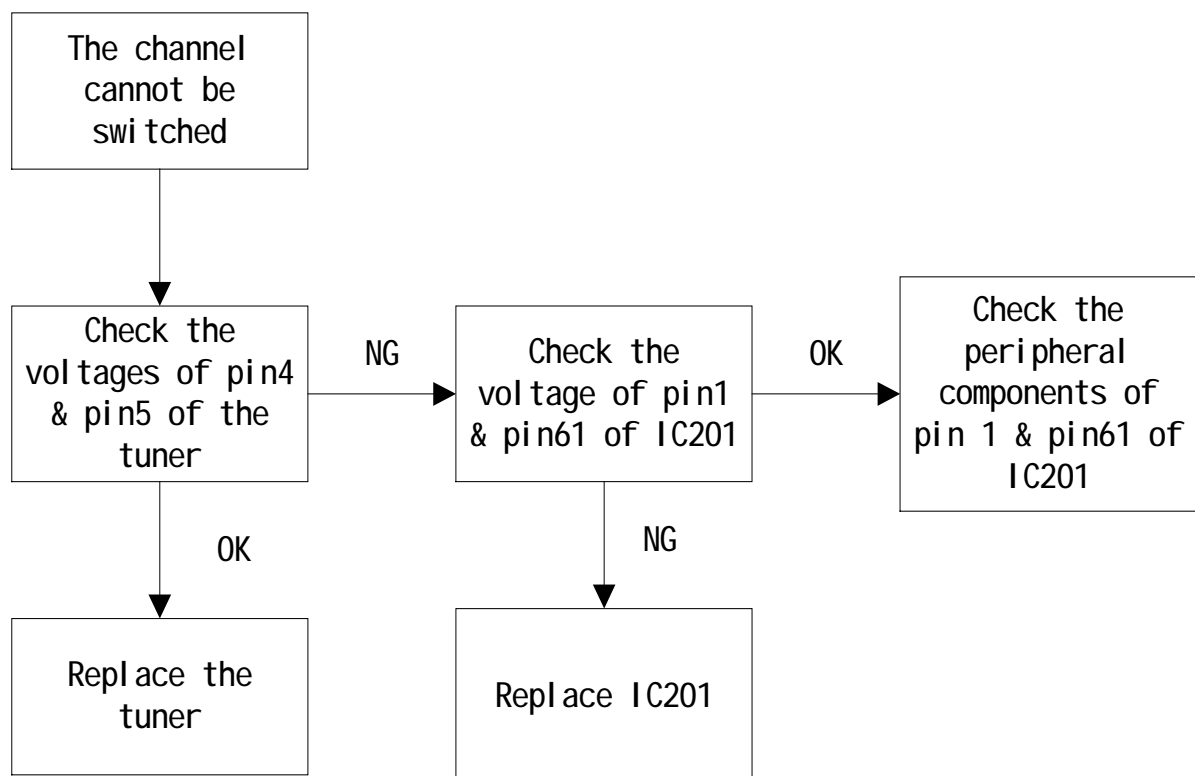 The channel
cannot be
switched
Check the
voltages of pin4
& pin5 of the
tuner
NG
Check the
voltage of pin1
& pin61 of IC201
OK
Check the
peripheral
components of
pin 1 & pin61 of
IC201
OK
NG
Replace the
tuner
Replace IC201